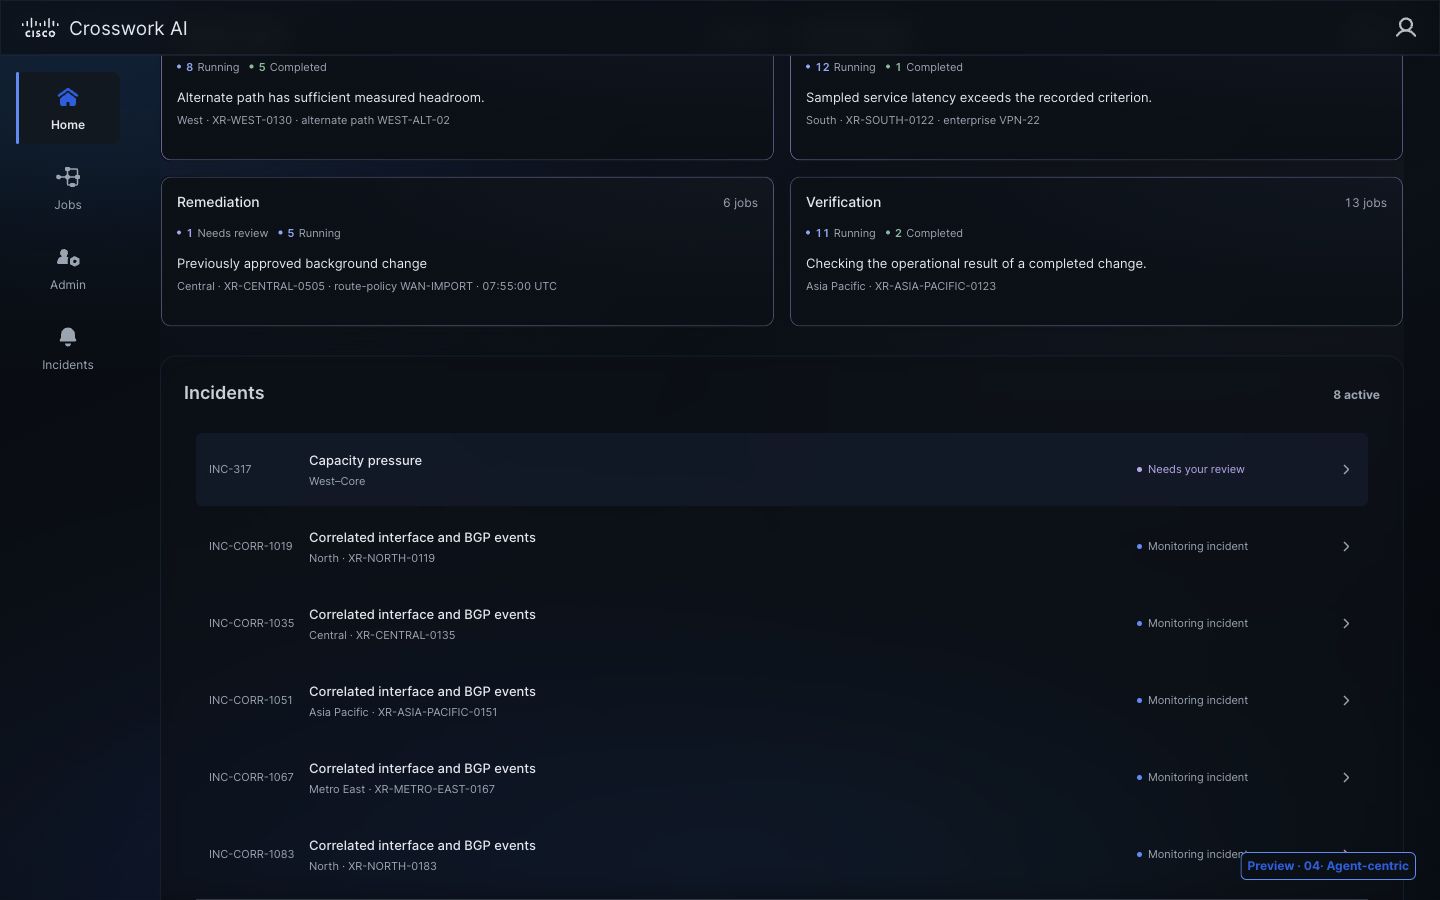 CISCO Crosswork AI
Home
Jobs
Admin
Incidents
8 Running 5 Completed
Alternate path has sufficient measured headroom.
West · XR-WEST-0130 · alternate path WEST-ALT-02
12 Running 1 Completed
Sampled service latency exceeds the recorded criterion.
South · XR-SOUTH-0122 · enterprise VPN-22
Remediation 6 jobs
1 Needs review 5 Running
Previously approved background change
Central · XR-CENTRAL-0505 · route-policy WAN-IMPORT · 07:55:00 UTC
Verification 13 jobs
11 Running 2 Completed
Checking the operational result of a completed change.
Asia Pacific · XR-ASIA-PACIFIC-0123
Incidents 8 active
INC-317 Capacity pressure Needs your review
West–Core
INC-CORR-1019 Correlated interface and BGP events Monitoring incident
North · XR-NORTH-0119
INC-CORR-1035 Correlated interface and BGP events Monitoring incident
Central · XR-CENTRAL-0135
INC-CORR-1051 Correlated interface and BGP events Monitoring incident
Asia Pacific · XR-ASIA-PACIFIC-0151
INC-CORR-1067 Correlated interface and BGP events Monitoring incident
Metro East · XR-METRO-EAST-0167
INC-CORR-1083 Correlated interface and BGP events Monitoring inciden
North · XR-NORTH-0183
Preview · 04· Agent-centric